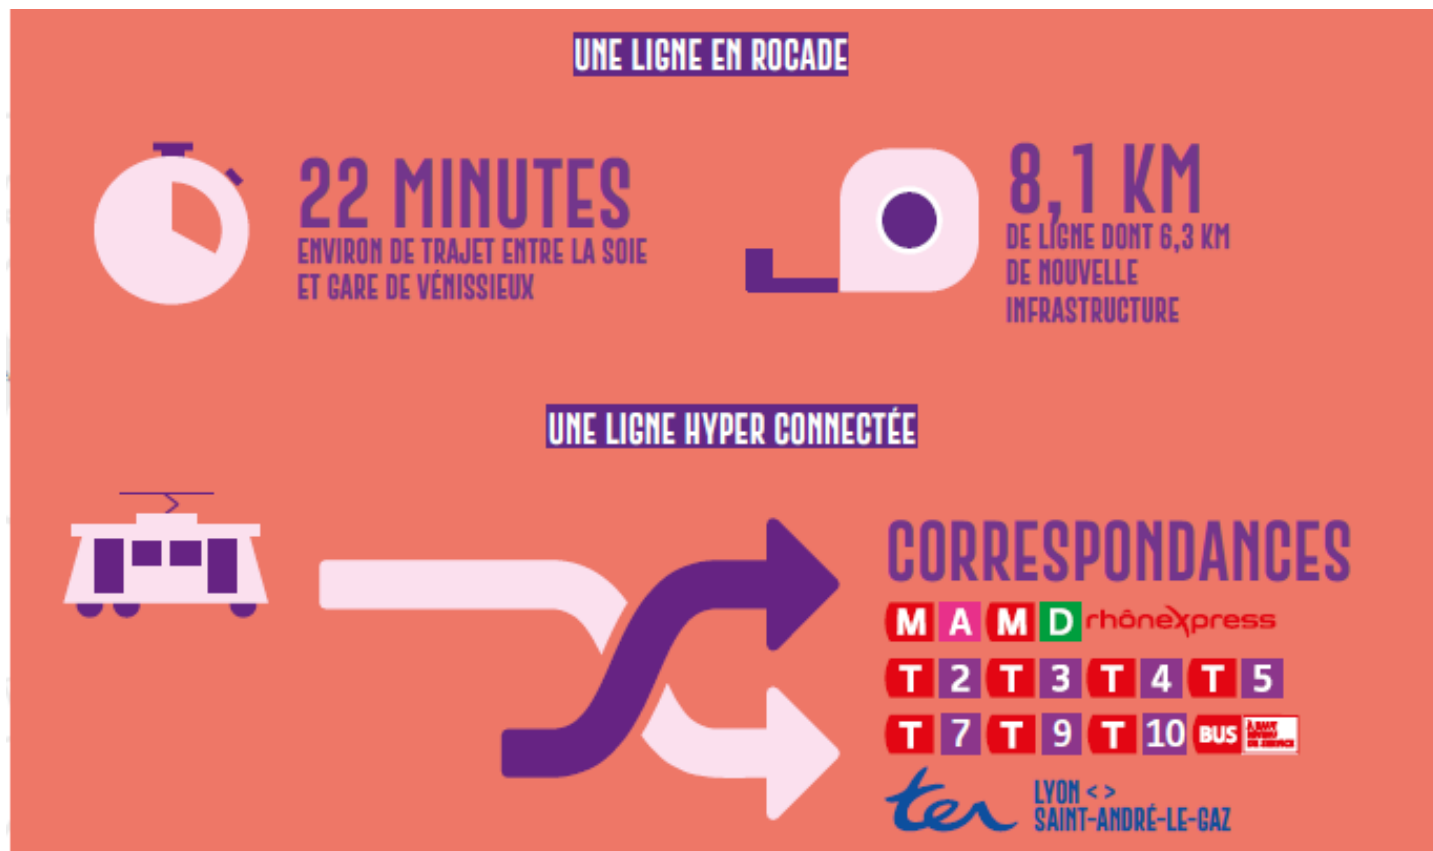 UNE LIGNE EN ROCADE
22 MINUTES
ENVIRON DE TRAJET ENTRE LA SOIE
ET GARE DE VÉNISSIEUX
8,1 KM
DE LIGNE DONT 6,3 KM
DE NOUVELLE
INFRASTRUCTURE
UNE LIGNE HYPER CONNECTÉE
CORRESPONDANCES
M A M D rhônexpress
T 2 T 3 T 4 T 5
T 7 T 9 T 10 BUS
ter LYON < >
SAINT-ANDRÉ-LE-GAZ